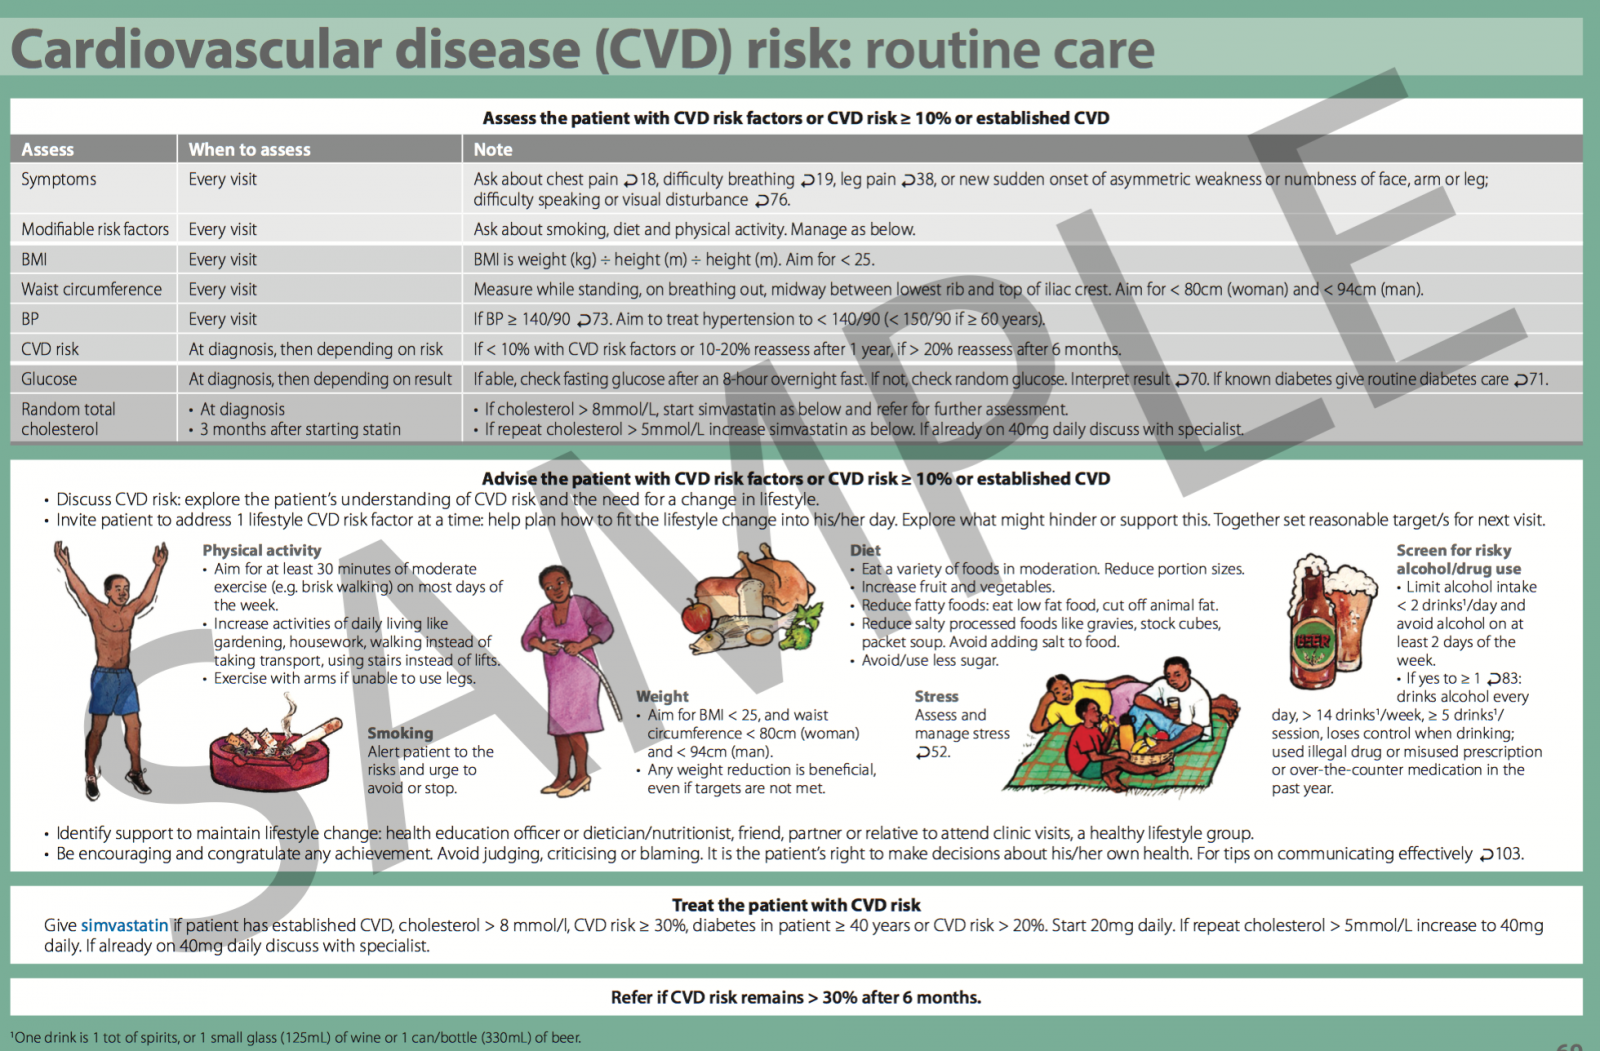 Cardiovascular disease (CVD) risk: routine care
Assess the patient with CVD risk factors or CVD risk ≥ 10% or established CVD
Assess When to assess Note
Symptoms Every visit Ask about chest pain ⮌18, difficulty breathing ⮌19, leg pain ⮌38, or new sudden onset of asymmetric weakness or numbness of face, arm or leg;
difficulty speaking or visual disturbance ⮌76.
Modifiable risk factors Every visit Ask about smoking, diet and physical activity. Manage as below.
BMI Every visit BMI is weight (kg) ÷ height (m) ÷ height (m). Aim for < 25.
Waist circumference Every visit Measure while standing, on breathing out, midway between lowest rib and top of iliac crest. Aim for < 80cm (woman) and < 94cm (man).
BP Every visit If BP ≥ 140/90 ⮌73. Aim to treat hypertension to < 140/90 (< 150/90 if ≥ 60 years).
CVD risk At diagnosis, then depending on risk If < 10% with CVD risk factors or 10-20% reassess after 1 year, if > 20% reassess after 6 months.
Glucose At diagnosis, then depending on result If able, check fasting glucose after an 8-hour overnight fast. If not, check random glucose. Interpret result ⮌70. If known diabetes give routine diabetes care ⮌71.
Random total cholesterol
• At diagnosis
• 3 months after starting statin
• If cholesterol > 8mmol/L, start simvastatin as below and refer for further assessment.
• If repeat cholesterol > 5mmol/L increase simvastatin as below. If already on 40mg daily discuss with specialist.
Advise the patient with CVD risk factors or CVD risk ≥ 10% or established CVD
• Discuss CVD risk: explore the patient's understanding of CVD risk and the need for a change in lifestyle.
• Invite patient to address 1 lifestyle CVD risk factor at a time: help plan how to fit the lifestyle change into his/her day. Explore what might hinder or support this. Together set reasonable target/s for next visit.
Physical activity
• Aim for at least 30 minutes of moderate
exercise (e.g. brisk walking) on most days of
the week.
• Increase activities of daily living like
gardening, housework, walking instead of
taking transport, using stairs instead of lifts.
• Exercise with arms if unable to use legs.
Smoking
Alert patient to the
risks and urge to
avoid or stop.
Weight
• Aim for BMI < 25, and waist
circumference < 80cm (woman)
and < 94cm (man).
• Any weight reduction is beneficial,
even if targets are not met.
Diet
• Eat a variety of foods in moderation. Reduce portion sizes.
• Increase fruit and vegetables.
• Reduce fatty foods: eat low fat food, cut off animal fat.
• Reduce salty processed foods like gravies, stock cubes,
packet soup. Avoid adding salt to food.
• Avoid/use less sugar.
Stress
Assess and
manage stress
⮌52.
BEER
Screen for risky
alcohol/drug use
• Limit alcohol intake
< 2 drinks¹/day and
avoid alcohol on at
least 2 days of the
week.
• If yes to ≥ 1 ⮌83:
drinks alcohol every
day, > 14 drinks¹/week, ≥ 5 drinks¹/
session, loses control when drinking;
used illegal drug or misused prescription
or over-the-counter medication in the
past year.
• Identify support to maintain lifestyle change: health education officer or dietician/nutritionist, friend, partner or relative to attend clinic visits, a healthy lifestyle group.
• Be encouraging and congratulate any achievement. Avoid judging, criticising or blaming. It is the patient's right to make decisions about his/her own health. For tips on communicating effectively ⮌103.
Treat the patient with CVD risk
Give simvastatin if patient has established CVD, cholesterol > 8 mmol/l, CVD risk ≥ 30%, diabetes in patient ≥ 40 years or CVD risk > 20%. Start 20mg daily. If repeat cholesterol > 5mmol/L increase to 40mg
daily. If already on 40mg daily discuss with specialist.
Refer if CVD risk remains > 30% after 6 months.
¹One drink is 1 tot of spirits, or 1 small glass (125mL) of wine or 1 can/bottle (330mL) of beer.
SAMPLE